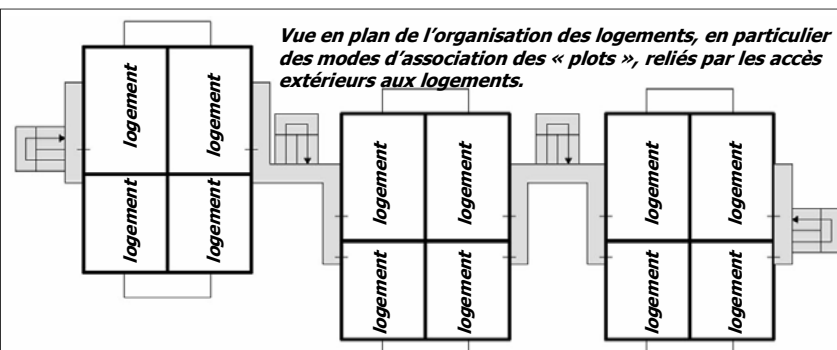 Vue en plan de l'organisation des logements, en particulier
des modes d'association des « plots », reliés par les accès
extérieurs aux logements.
logement
logement
logement
logement
logement
logement
logement
logement
logement
logement
logement
logement